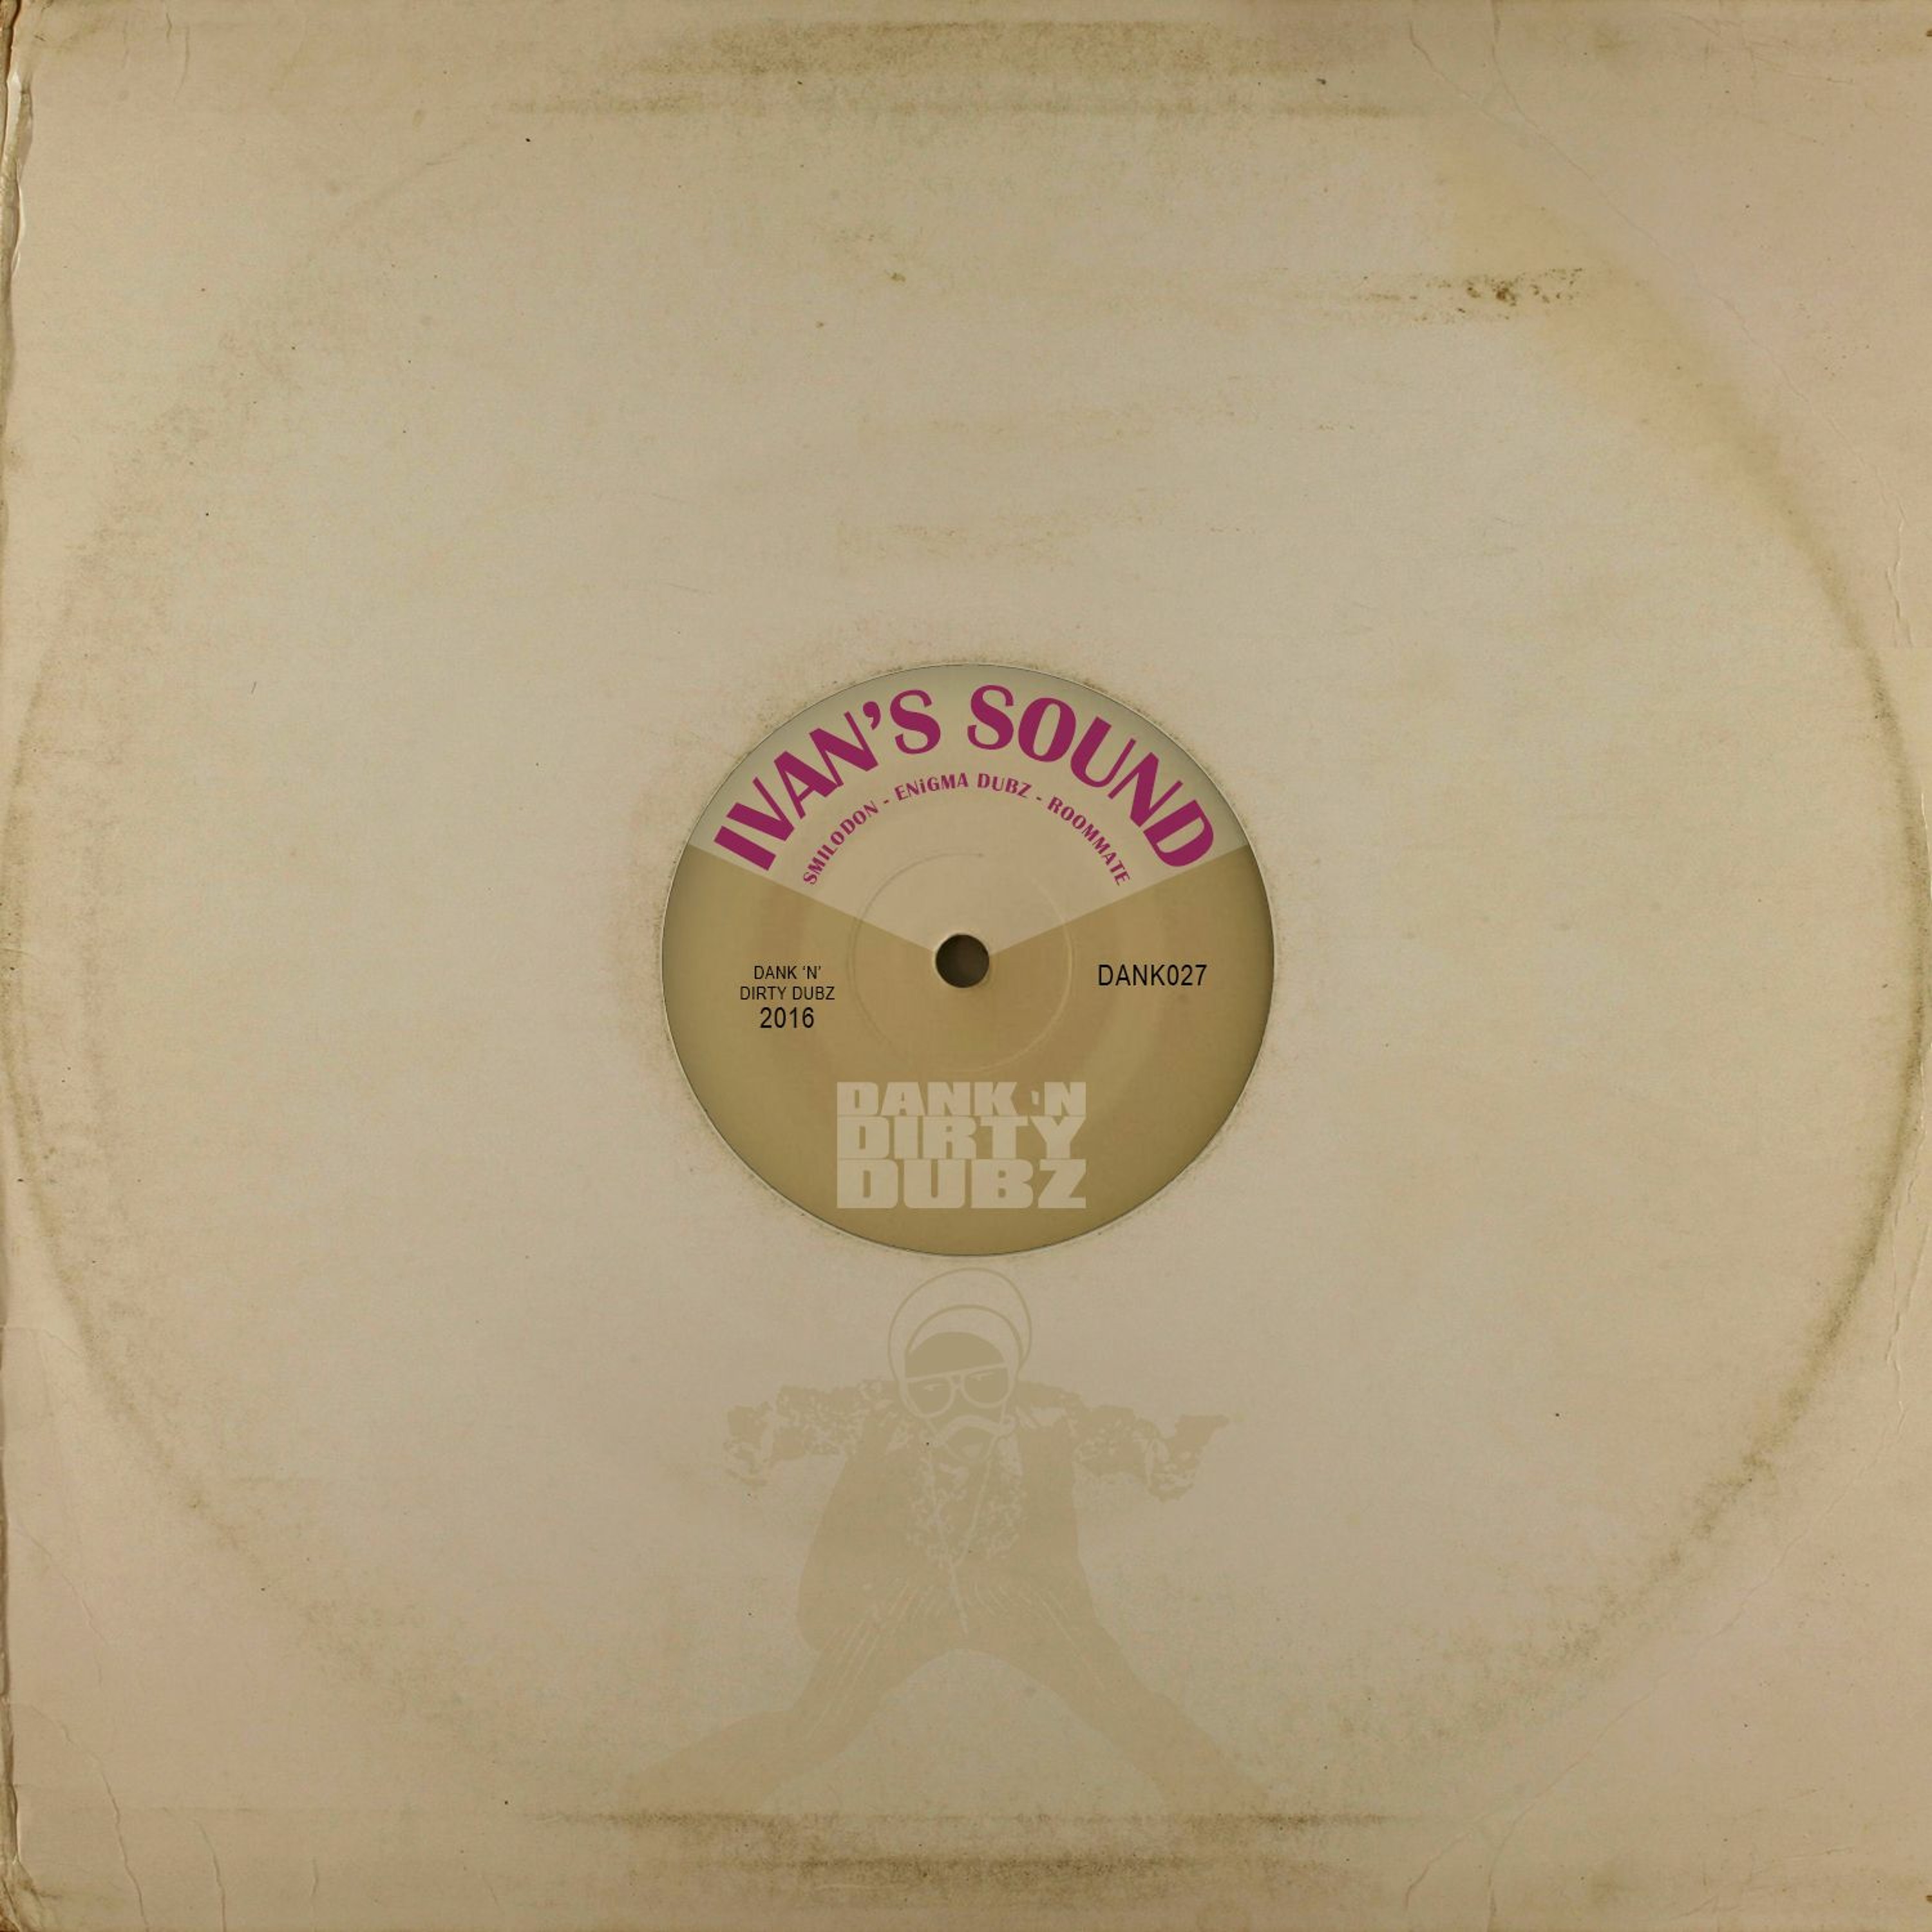 IVAN'S SOUND
SMILODON - ENiGMA DUBZ - ROOMMATE
DANK 'N'
DIRTY DUBZ
2016
DANK027
DANK 'N
DIRTY
DUBZ